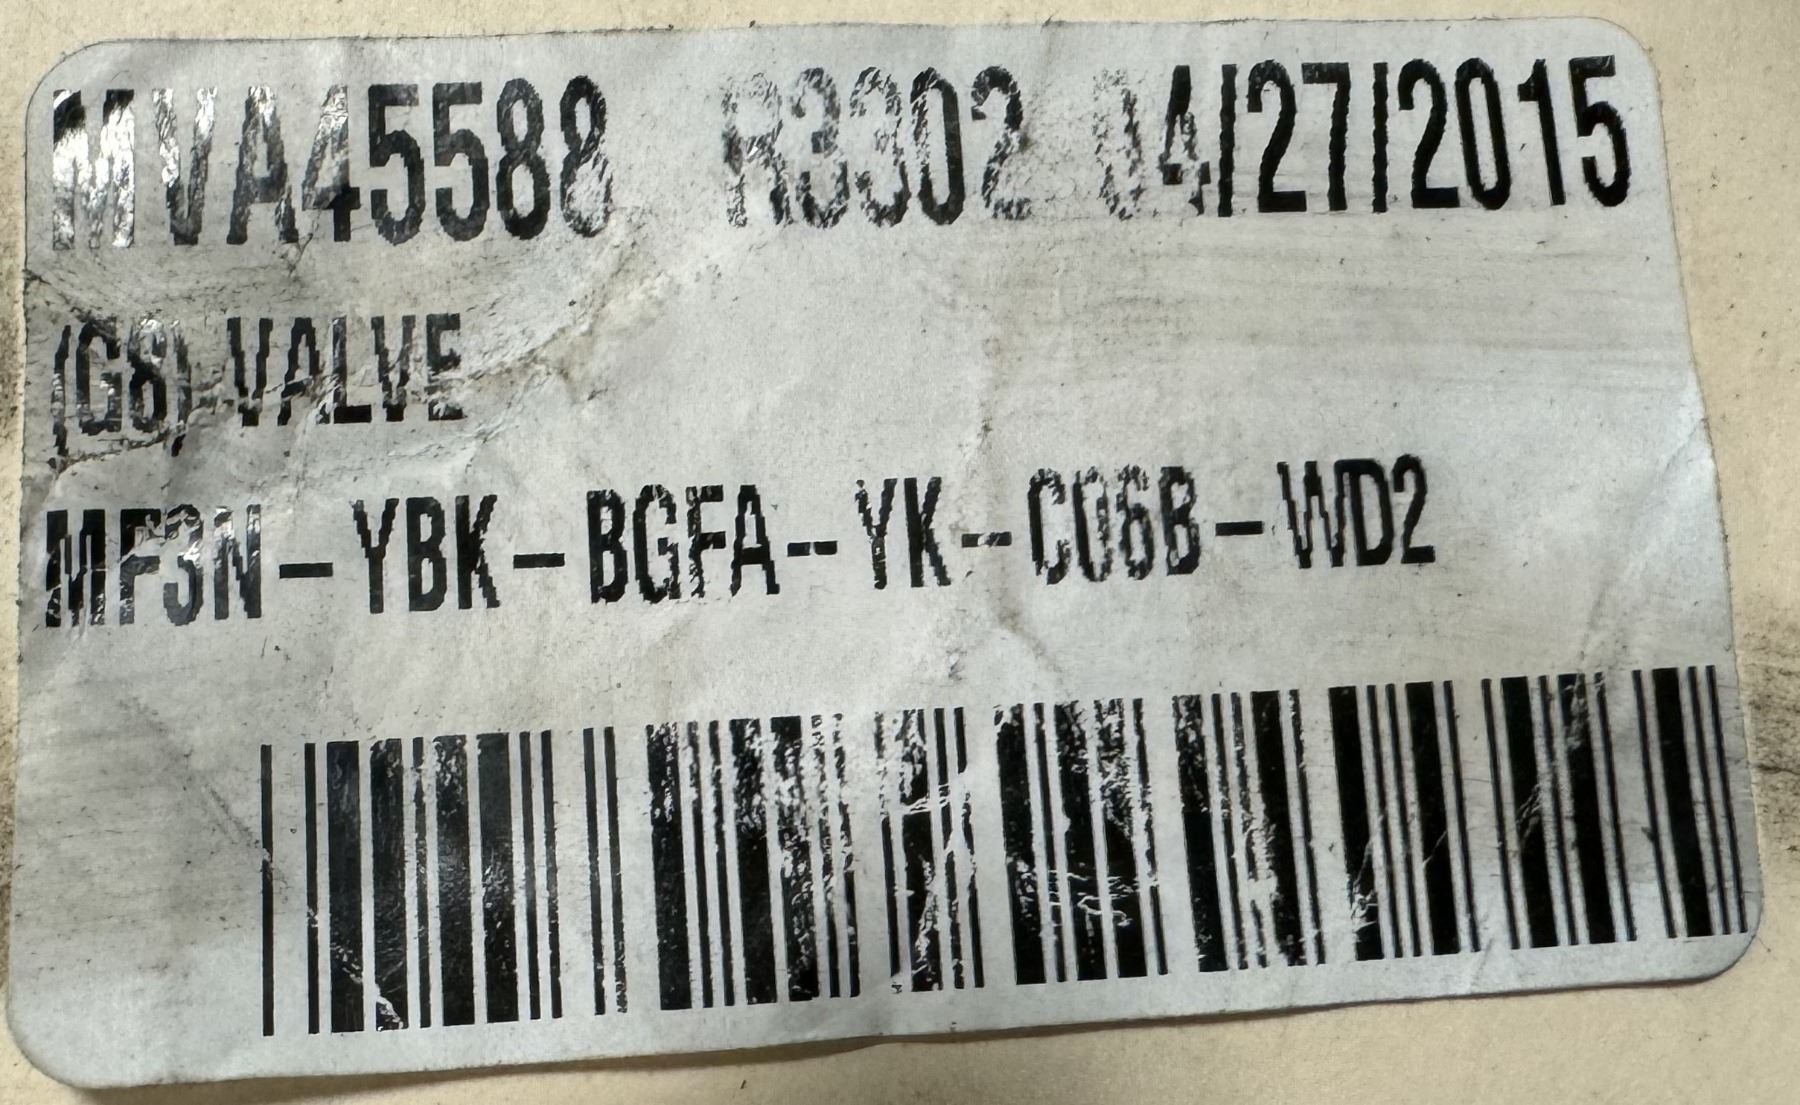 MVA45588 R3302 04/27/2015
(G8) VALVE
MF3N-YBK-BGFA-YK-C06B-WD2